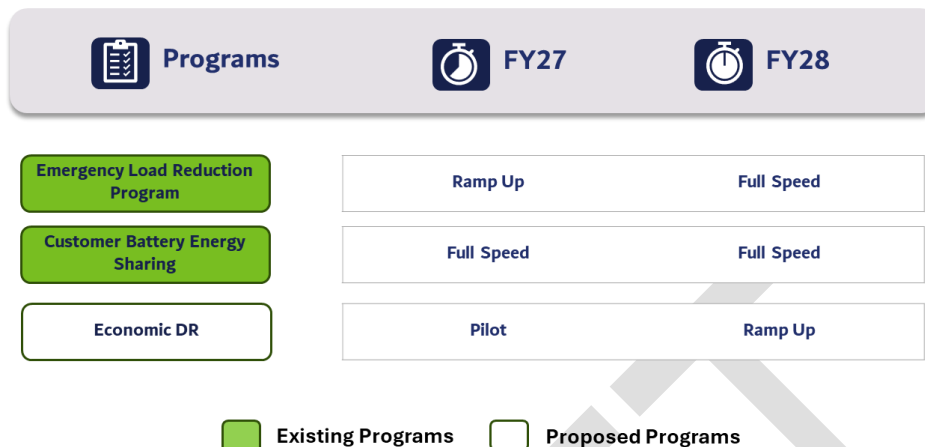 Programs FY27 FY28
Emergency Load Reduction
Program
Ramp Up Full Speed
Customer Battery Energy
Sharing
Full Speed Full Speed
Economic DR Pilot Ramp Up
Existing Programs Proposed Programs